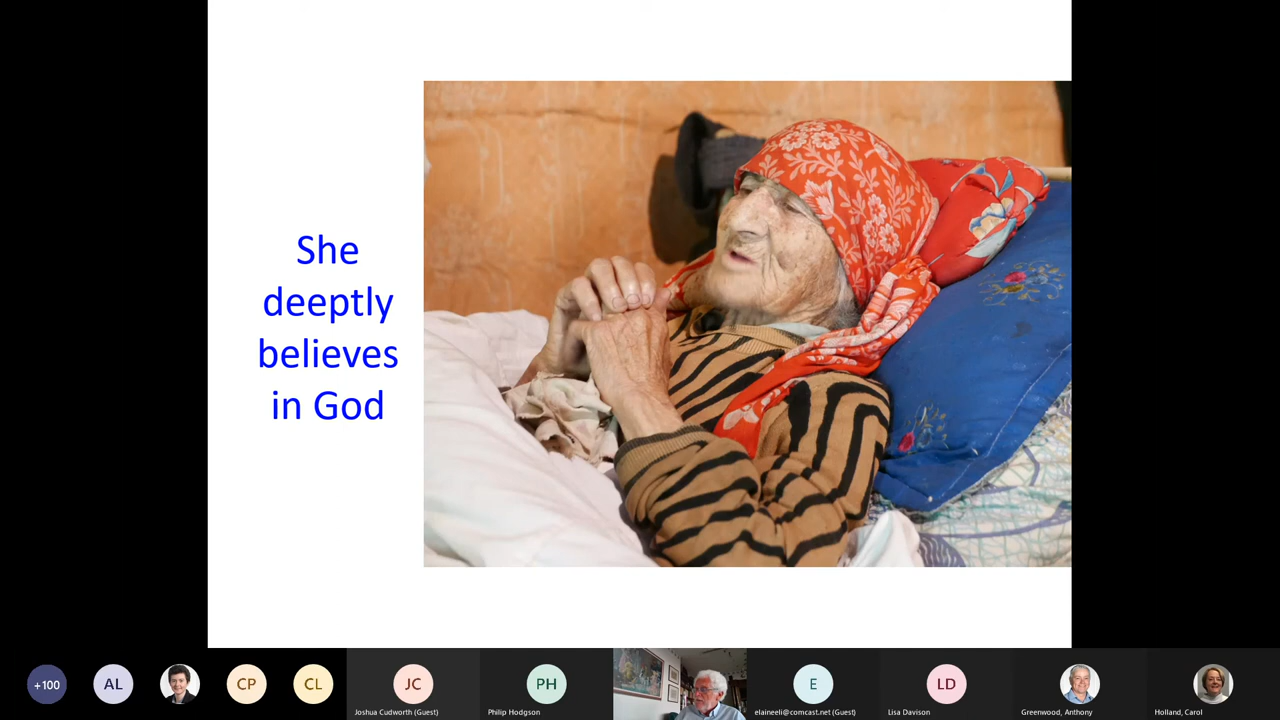 She
deeptly
believes
in God
+100
AL
CP
CL
JC
Joshua Cudworth (Guest)
PH
Philip Hodgson
E
elaineeli@comcast.net (Guest)
LD
Lisa Davison
Greenwood, Anthony
Holland, Carol